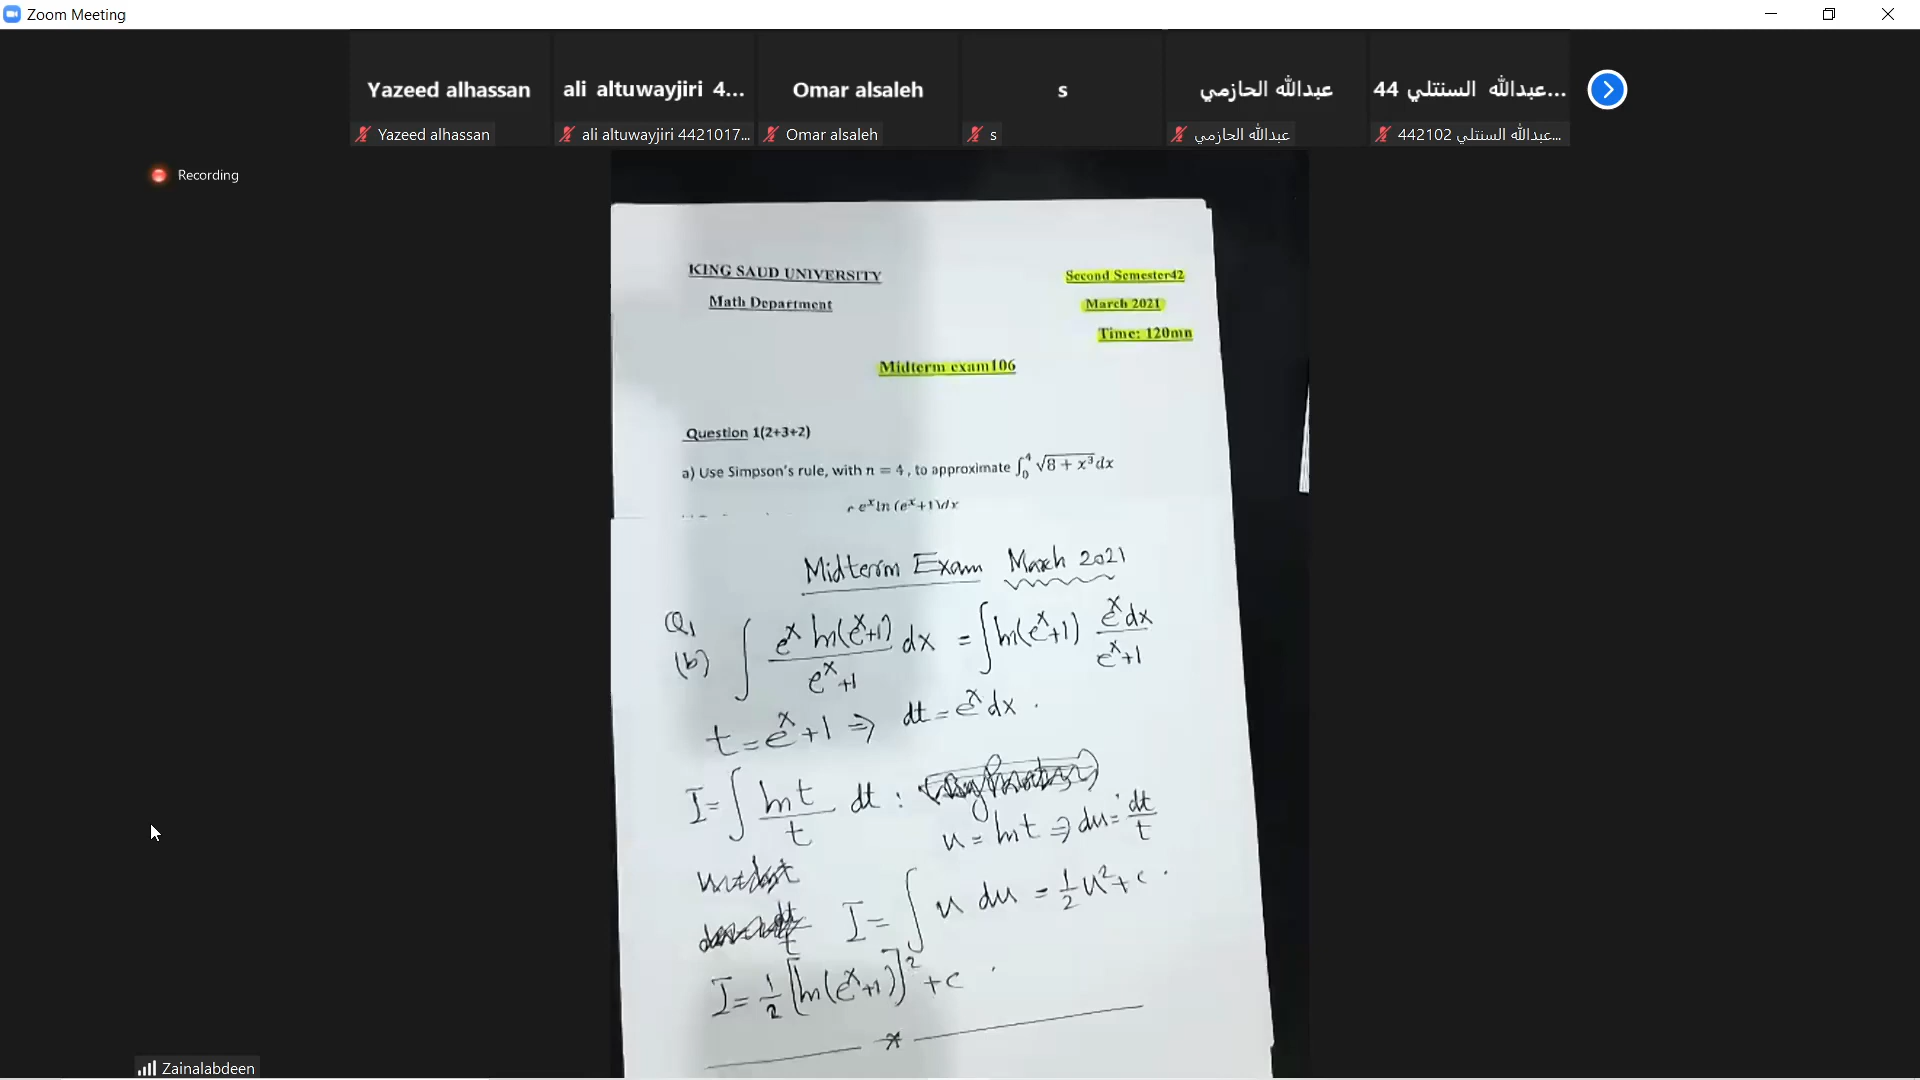 Zoom Meeting
Yazeed alhassan
ali altuwayjiri 4...
Omar alsaleh
s
عبدالله الحازمي
عبدالله السنتلي 44...
Yazeed alhassan
ali altuwayjiri 4421017...
Omar alsaleh
s
عبدالله الحازمي
442102 عبدالله السنتلي...
Recording
KING SAUD UNIVERSITY
Second Semester42
Math Department
March 2021
Time: 120mn
Midterm exam106
Question 1(2+3+2)
a) Use Simpson's rule, with n = 4 , to approximate ∫₀⁴ √(8 + x³) dx
eˣ ln (eˣ+1)dx
Midterm Exam March 2021
Q1
(b) ∫ eˣ ln(eˣ+1) / (eˣ+1) dx = ∫ ln(eˣ+1) eˣdx / (eˣ+1)
t = eˣ+1 ⇒ dt = eˣ dx .
I = ∫ ln t / t dt :
u = ln t ⇒ du = dt / t
I = ∫ u du = 1/2 u² + c .
I = 1/2 [ln(eˣ+1)]² + c .
Zainalabdeen